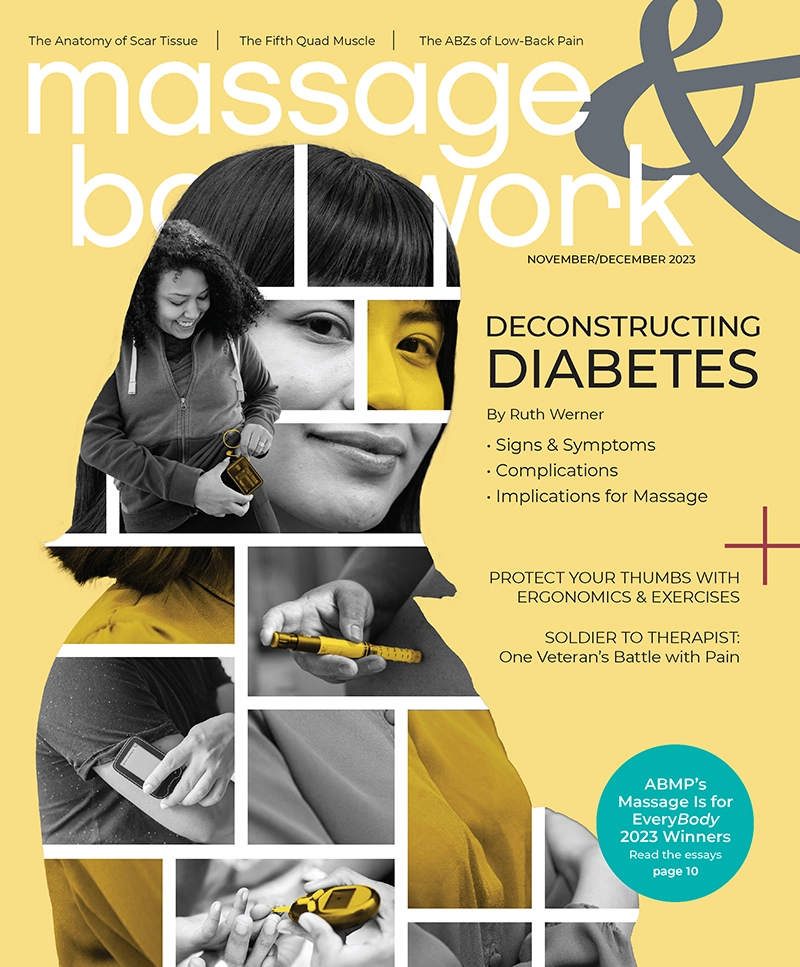 The Anatomy of Scar Tissue | The Fifth Quad Muscle | The ABZs of Low-Back Pain
massage &
bodywork
NOVEMBER/DECEMBER 2023
DECONSTRUCTING
DIABETES
By Ruth Werner
• Signs & Symptoms
• Complications
• Implications for Massage
PROTECT YOUR THUMBS WITH
ERGONOMICS & EXERCISES
SOLDIER TO THERAPIST:
One Veteran's Battle with Pain
ABMP's
Massage Is for
EveryBody
2023 Winners
Read the essays
page 10